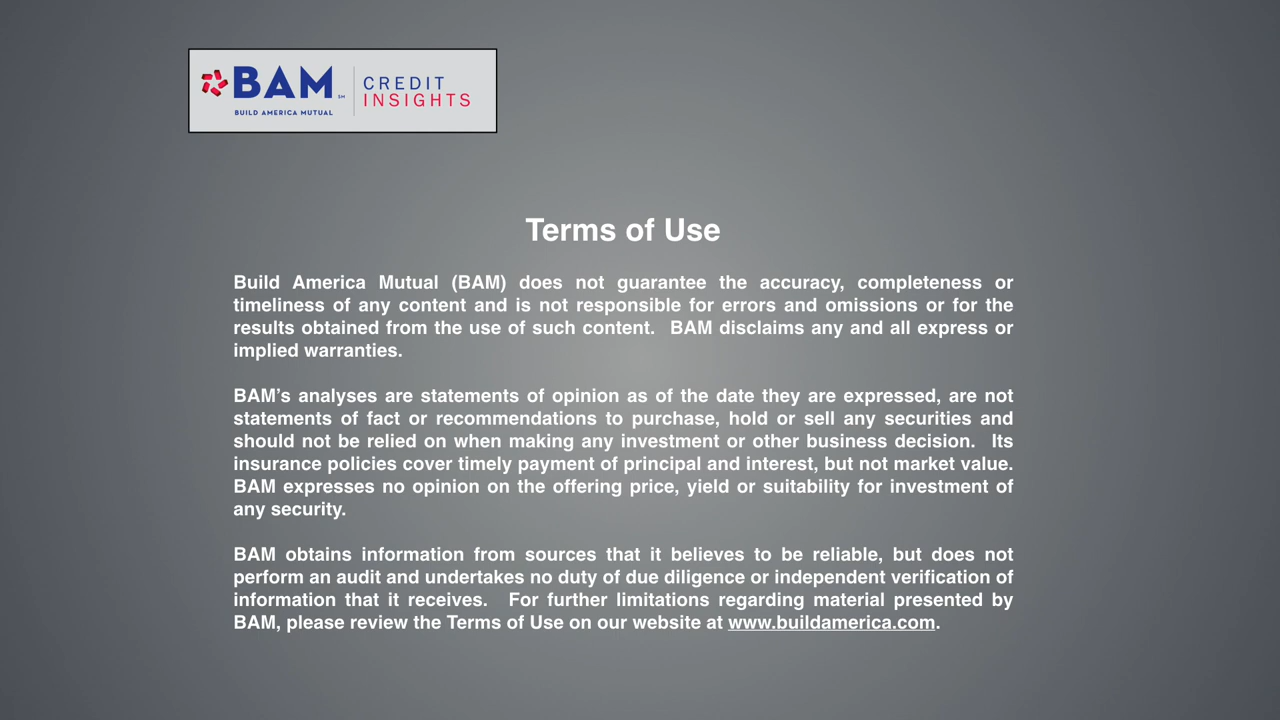 BAM SM
BUILD AMERICA MUTUAL
CREDIT
INSIGHTS
Terms of Use
Build America Mutual (BAM) does not guarantee the accuracy, completeness or
timeliness of any content and is not responsible for errors and omissions or for the
results obtained from the use of such content.  BAM disclaims any and all express or
implied warranties.
BAM’s analyses are statements of opinion as of the date they are expressed, are not
statements of fact or recommendations to purchase, hold or sell any securities and
should not be relied on when making any investment or other business decision.  Its
insurance policies cover timely payment of principal and interest, but not market value.
BAM expresses no opinion on the offering price, yield or suitability for investment of
any security.
BAM obtains information from sources that it believes to be reliable, but does not
perform an audit and undertakes no duty of due diligence or independent verification of
information that it receives.  For further limitations regarding material presented by
BAM, please review the Terms of Use on our website at www.buildamerica.com.